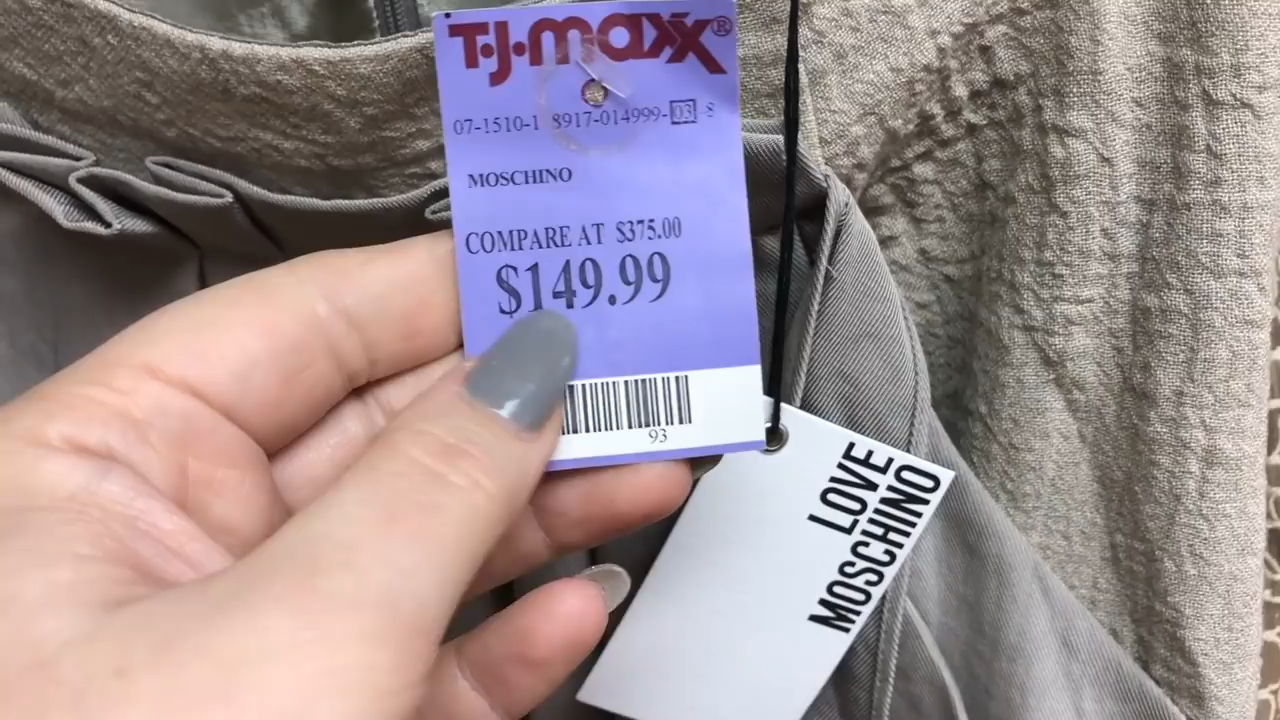 T·J·maxx®
07-1510-1 8917-014999-03-8
MOSCHINO
COMPARE AT $375.00
$149.99
93
LOVE
MOSCHINO